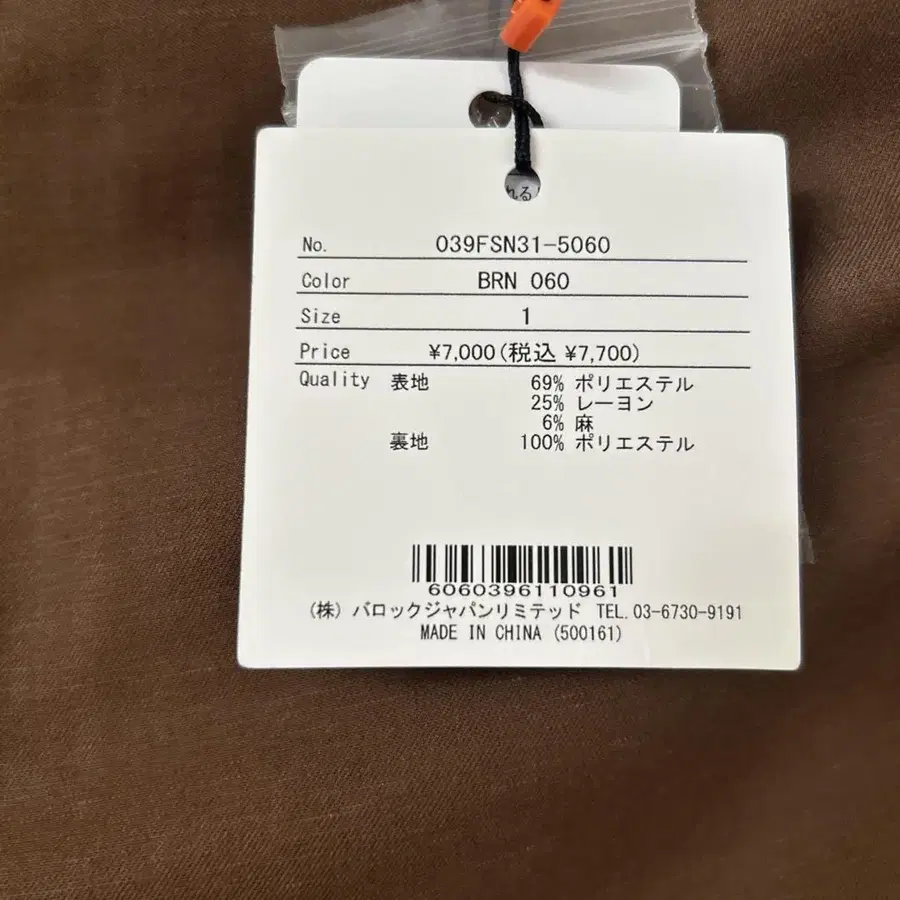 れる
No. 039FSN31-5060
Color BRN 060
Size 1
Price ¥7,000(税込 ¥7,700)
Quality 表地 69% ポリエステル
25% レーヨン
6% 麻
裏地 100% ポリエステル
6060396110961
(株) バロックジャパンリミテッド TEL.03-6730-9191
MADE IN CHINA (500161)